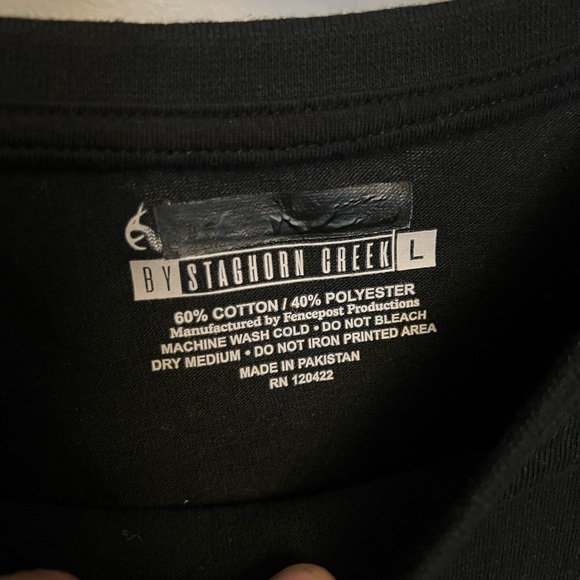 BY STAGHORN CREEK L
60% COTTON / 40% POLYESTER
Manufactured by Fencepost Productions
MACHINE WASH COLD • DO NOT BLEACH
DRY MEDIUM • DO NOT IRON PRINTED AREA
MADE IN PAKISTAN
RN 120422